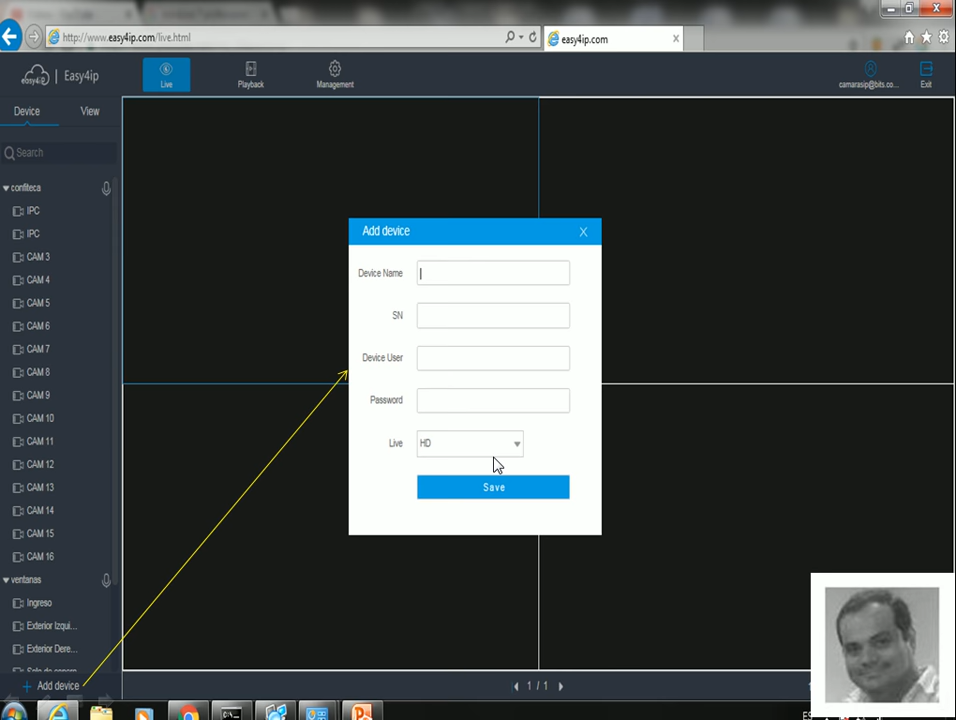 http://www.easy4ip.com/live.html
easy4ip.com
easy4ip
Easy4ip
Live
Playback
Management
camarasip@bits.co...
Exit
Device
View
Search
confiteca
IPC
IPC
CAM 3
CAM 4
CAM 5
CAM 6
CAM 7
CAM 8
CAM 9
CAM 10
CAM 11
CAM 12
CAM 13
CAM 14
CAM 15
CAM 16
ventanas
Ingreso
Exterior Izqui...
Exterior Dere...
Add device
Add device
X
Device Name
SN
Device User
Password
Live
HD
Save
1 / 1